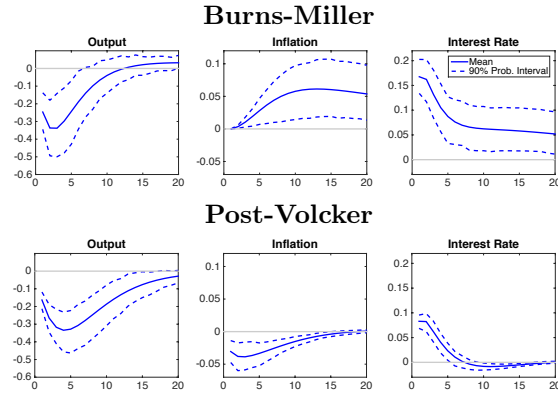 Burns-Miller
Output Inflation Interest Rate
0 0.1 0.2 Mean
-0.1 90% Prob. Interval
-0.2 0.05 0.15
-0.3 0.1
-0.4 0 0.05
-0.5
-0.6 -0.05 0
0 5 10 15 20 0 5 10 15 20 0 5 10 15 20
Post-Volcker
Output Inflation Interest Rate
0 0.1 0.2
-0.1
-0.2 0.05 0.15
-0.3 0.1
-0.4 0 0.05
-0.5 -0.05 0
-0.6
0 5 10 15 20 0 5 10 15 20 0 5 10 15 20